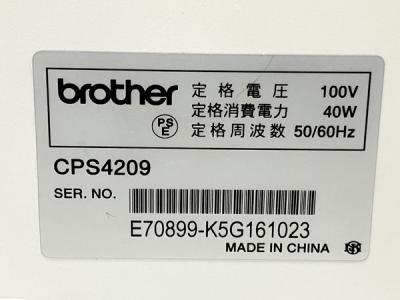 brother
PS
E
定格電圧 100V
定格消費電力 40W
定格周波数 50/60Hz
CPS4209
SER. NO.
E70899-K5G161023
MADE IN CHINA